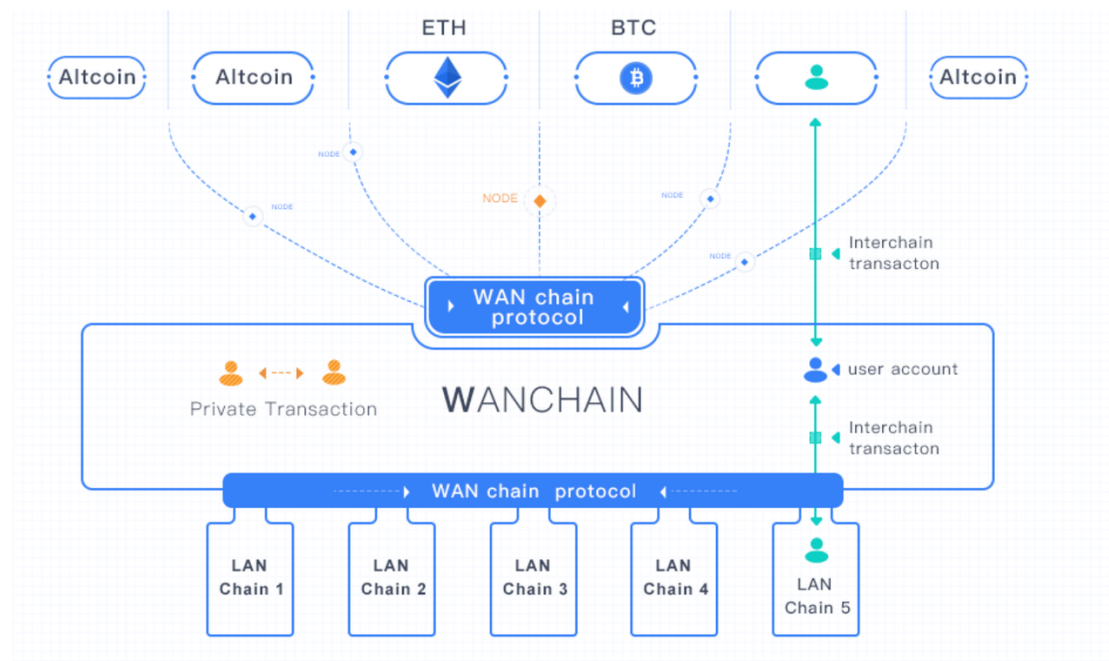 ETH
BTC
Altcoin
Altcoin
Altcoin
NODE
NODE
NODE
NODE
NODE
Interchain
transacton
WAN chain
protocol
user account
Private Transaction
WANCHAIN
Interchain
transacton
WAN chain protocol
LAN
Chain 1
LAN
Chain 2
LAN
Chain 3
LAN
Chain 4
LAN
Chain 5